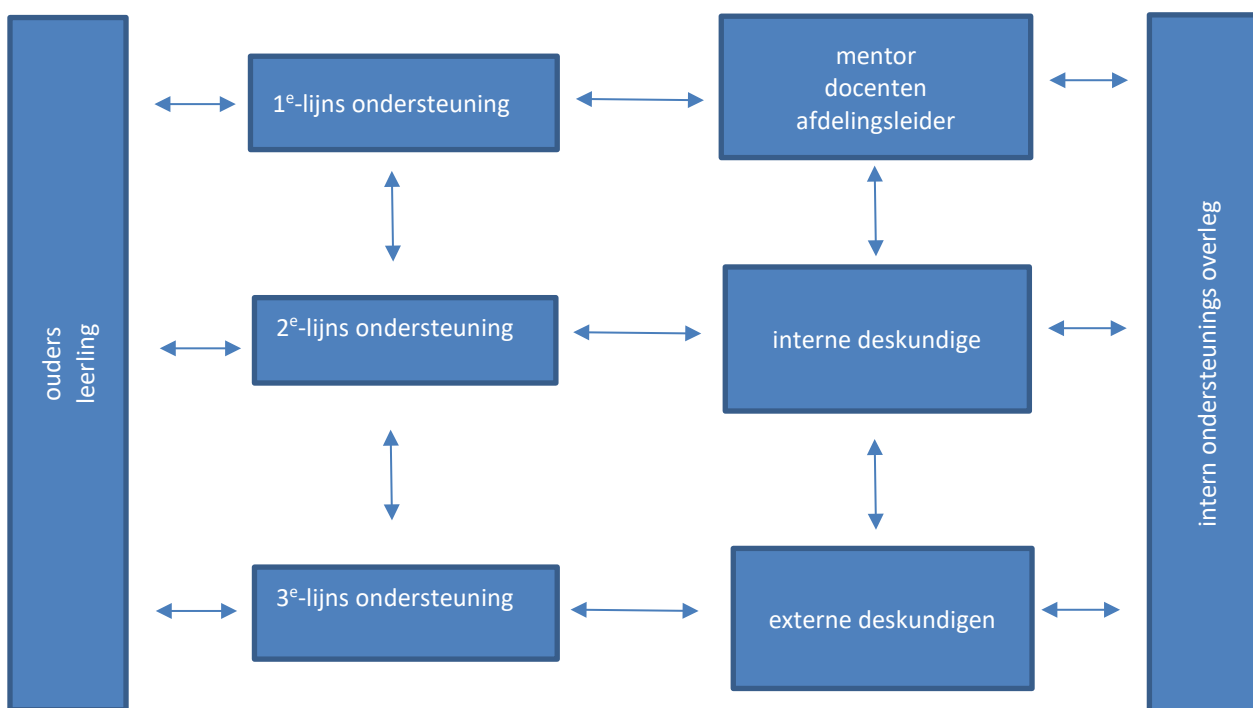 ouders
leerling
1e-lijns ondersteuning
mentor
docenten
afdelingsleider
2e-lijns ondersteuning
interne deskundige
3e-lijns ondersteuning
externe deskundigen
intern ondersteunings overleg